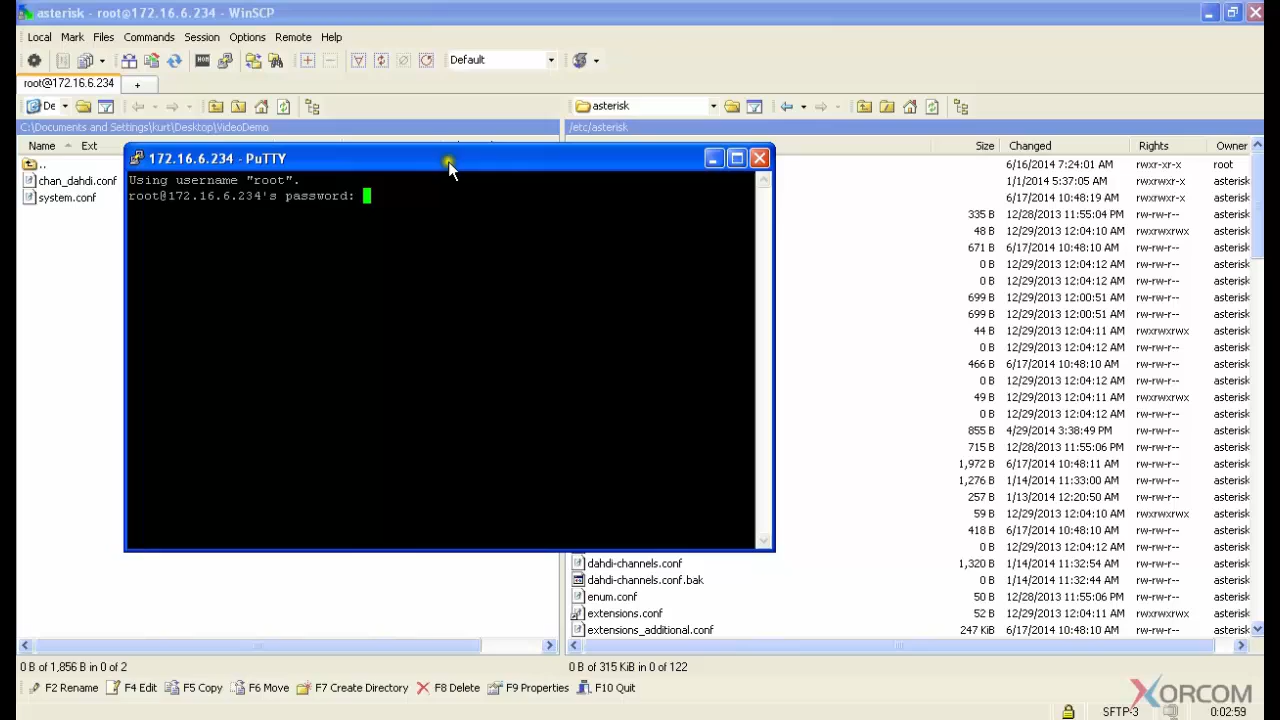 asterisk - root@172.16.6.234 - WinSCP
Local Mark Files Commands Session Options Remote Help
Default
root@172.16.6.234 +
De
asterisk
C:\Documents and Settings\kurt\Desktop\VideoDemo
/etc/asterisk
Name Ext
Size Changed Rights Owner
..
chan_dahdi.conf
system.conf
172.16.6.234 - PuTTY
Using username "root".
root@172.16.6.234's password:
6/16/2014 7:24:01 AM rwxr-xr-x root
1/1/2014 5:37:05 AM rwxrwxr-x asterisk
6/17/2014 10:48:19 AM rwxrwxr-x asterisk
335 B 12/28/2013 11:55:04 PM rw-rw-r-- asterisk
48 B 12/29/2013 12:04:10 AM rwxrwxrwx asterisk
671 B 6/17/2014 10:48:10 AM rw-rw-r-- asterisk
0 B 12/29/2013 12:04:12 AM rw-rw-r-- asterisk
0 B 12/29/2013 12:04:12 AM rw-rw-r-- asterisk
699 B 12/29/2013 12:00:51 AM rw-rw-r-- asterisk
699 B 12/29/2013 12:00:51 AM rw-rw-r-- asterisk
44 B 12/29/2013 12:04:11 AM rwxrwxrwx asterisk
0 B 12/29/2013 12:04:12 AM rw-rw-r-- asterisk
466 B 6/17/2014 10:48:10 AM rw-rw-r-- asterisk
0 B 12/29/2013 12:04:12 AM rw-rw-r-- asterisk
49 B 12/29/2013 12:04:11 AM rwxrwxrwx asterisk
0 B 12/29/2013 12:04:12 AM rw-rw-r-- asterisk
855 B 4/29/2014 3:38:49 PM rw-rw-r-- asterisk
715 B 12/28/2013 11:55:06 PM rw-rw-r-- asterisk
1,972 B 6/17/2014 10:48:11 AM rw-rw-r-- asterisk
1,276 B 1/14/2014 11:33:00 AM rw-rw-r-- asterisk
257 B 1/13/2014 12:20:50 AM rw-rw-r-- asterisk
59 B 12/29/2013 12:04:10 AM rwxrwxrwx asterisk
418 B 6/17/2014 10:48:10 AM rw-rw-r-- asterisk
0 B 12/29/2013 12:04:12 AM rw-rw-r-- asterisk
dahdi-channels.conf 1,320 B 1/14/2014 11:32:54 AM rw-rw-r-- asterisk
dahdi-channels.conf.bak 0 B 1/14/2014 11:32:44 AM rw-rw-r-- asterisk
enum.conf 50 B 12/28/2013 11:55:06 PM rw-rw-r-- asterisk
extensions.conf 52 B 12/29/2013 12:04:11 AM rwxrwxrwx asterisk
extensions_additional.conf 247 KiB 6/17/2014 10:48:10 AM rw-rw-r-- asterisk
0 B of 1,856 B in 0 of 2
0 B of 315 KiB in 0 of 122
F2 Rename F4 Edit F5 Copy F6 Move F7 Create Directory F8 Delete F9 Properties F10 Quit
XORCOM
SFTP-3 0:02:59